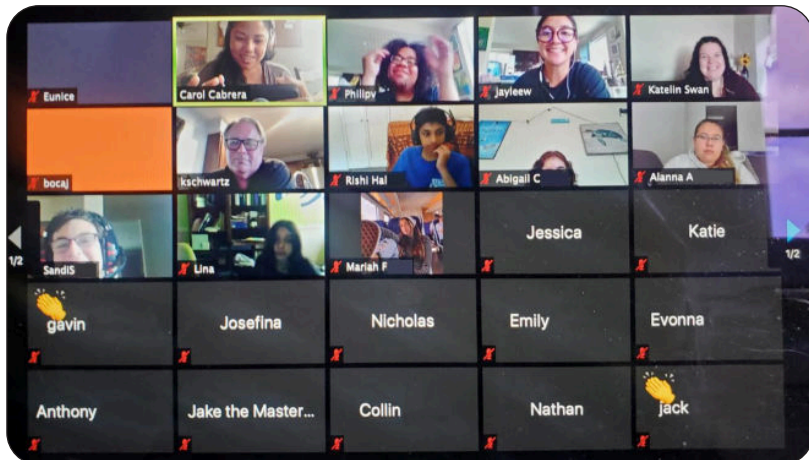 Eunice
Carol Cabrera
Philipv
jayleew
Katelin Swan
bocaj
kschwartz
Rishi Hal
Abigail C
Alanna A
SandiS
Lina
Mariah F
Jessica
Katie
1/2
1/2
gavin
Josefina
Nicholas
Emily
Evonna
Anthony
Jake the Master...
Collin
Nathan
jack